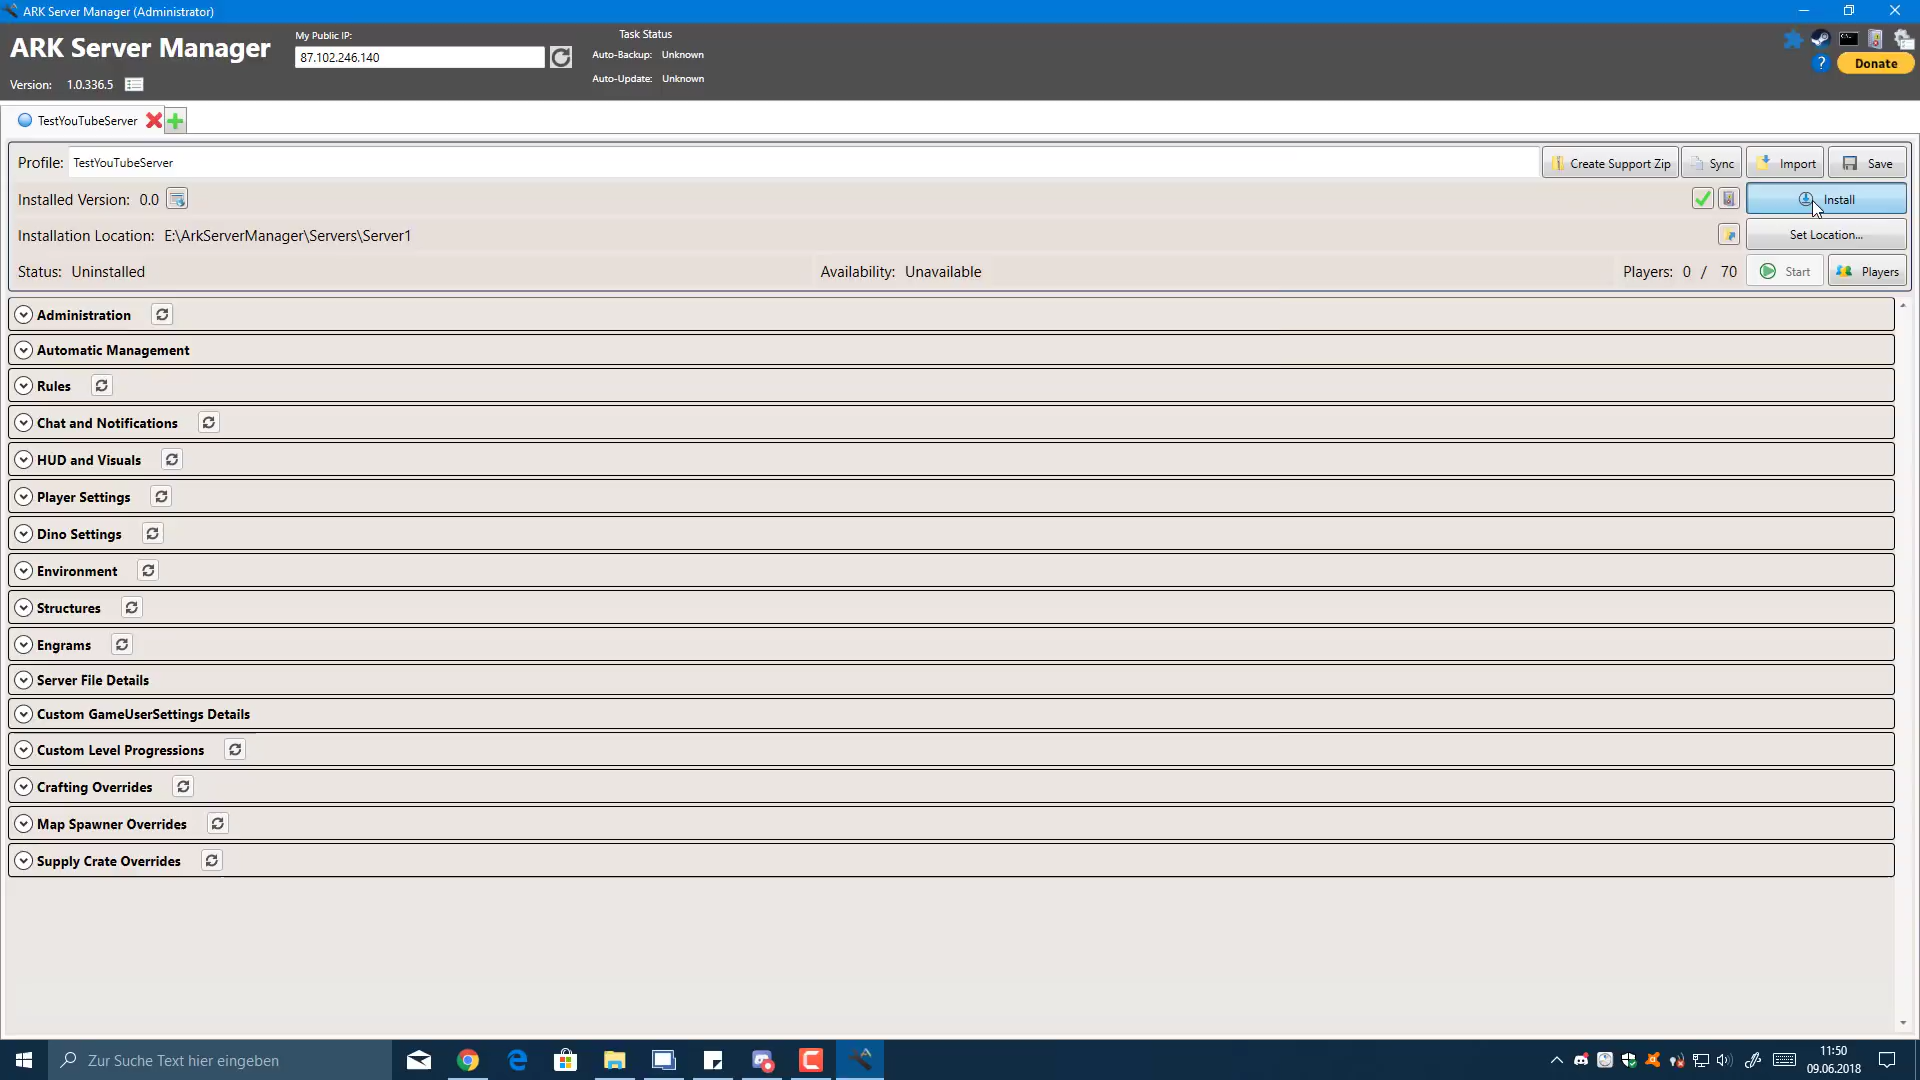 ARK Server Manager (Administrator)
ARK Server Manager
My Public IP:
87.102.246.140
Task Status
Auto-Backup: Unknown
Auto-Update: Unknown
Version: 1.0.336.5
? Donate
TestYouTubeServer
Profile: TestYouTubeServer
Create Support Zip Sync Import Save
Installed Version: 0.0
Install
Installation Location: E:\ArkServerManager\Servers\Server1
Set Location...
Status: Uninstalled Availability: Unavailable Players: 0 / 70 Start Players
Administration
Automatic Management
Rules
Chat and Notifications
HUD and Visuals
Player Settings
Dino Settings
Environment
Structures
Engrams
Server File Details
Custom GameUserSettings Details
Custom Level Progressions
Crafting Overrides
Map Spawner Overrides
Supply Crate Overrides
Zur Suche Text hier eingeben
11:50
09.06.2018